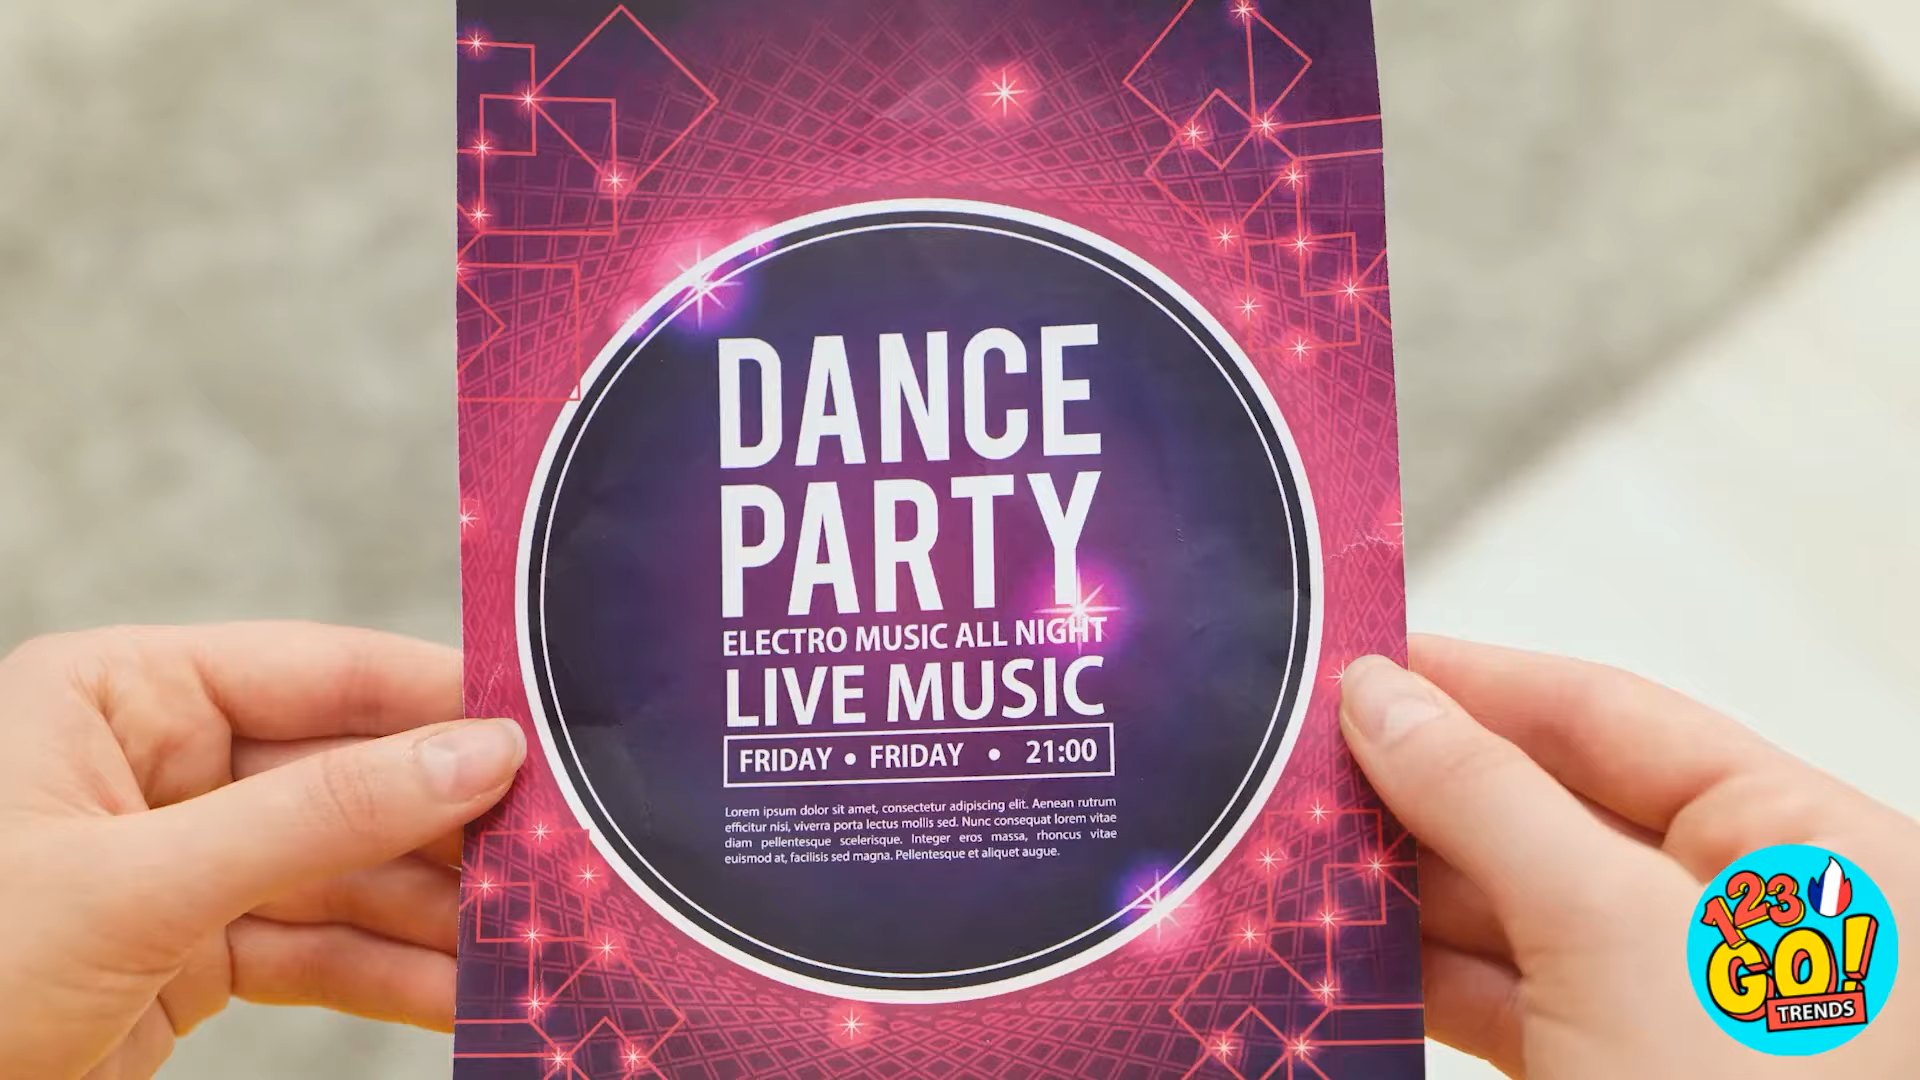 DANCE
PARTY
ELECTRO MUSIC ALL NIGHT
LIVE MUSIC
FRIDAY • FRIDAY • 21:00
Lorem ipsum dolor sit amet, consectetur adipiscing elit. Aenean rutrum
efficitur nisi, viverra porta lectus mollis sed. Nunc consequat lorem vitae
diam pellentesque scelerisque. Integer eros massa, rhoncus vitae
euismod at, facilisis sed magna. Pellentesque et aliquet augue.
123
GO!
TRENDS